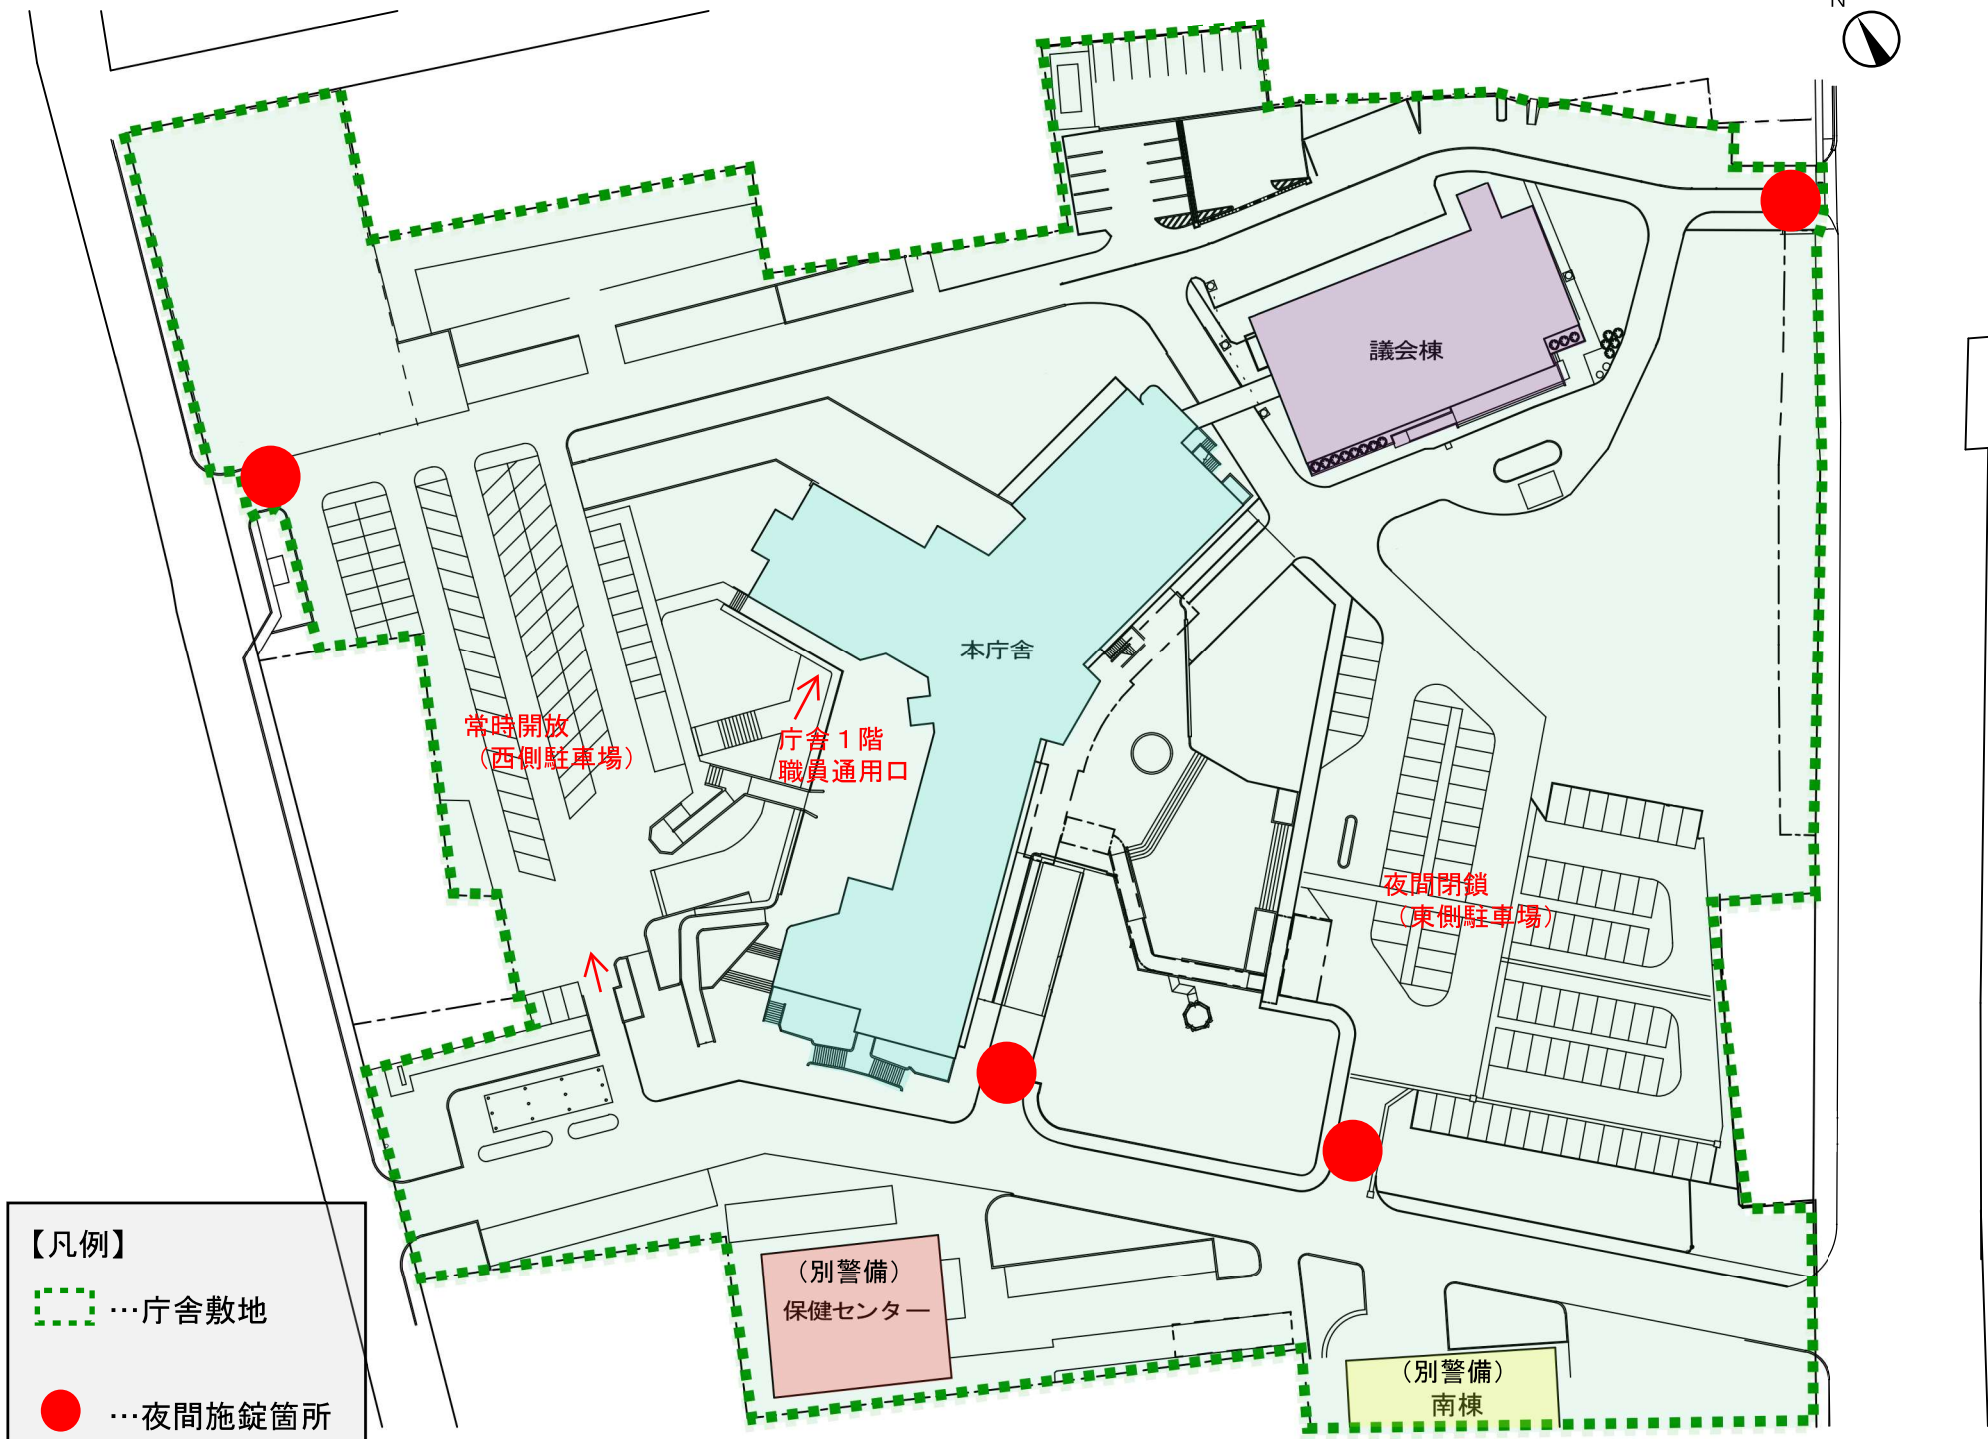 N
議会棟
本庁舎
常時開放
（西側駐車場）
庁舎１階
職員通用口
夜間閉鎖
（東側駐車場）
（別警備）
保健センター
（別警備）
南棟
【凡例】
…庁舎敷地
…夜間施錠箇所